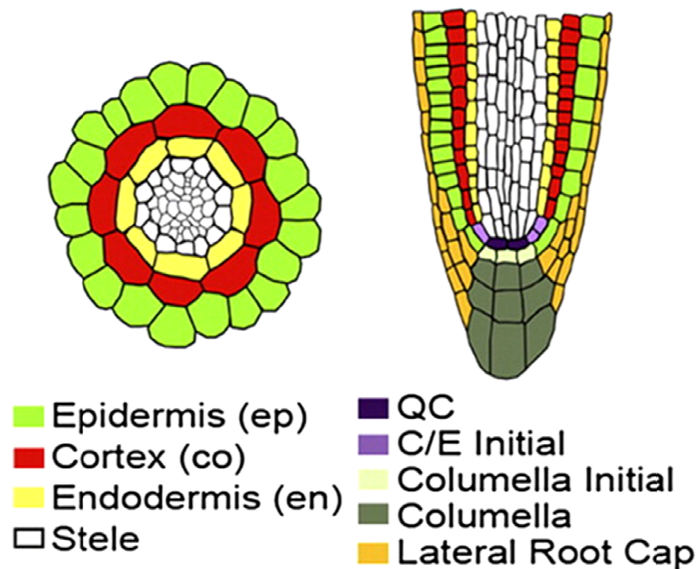 Epidermis (ep)
Cortex (co)
Endodermis (en)
Stele
QC
C/E Initial
Columella Initial
Columella
Lateral Root Cap